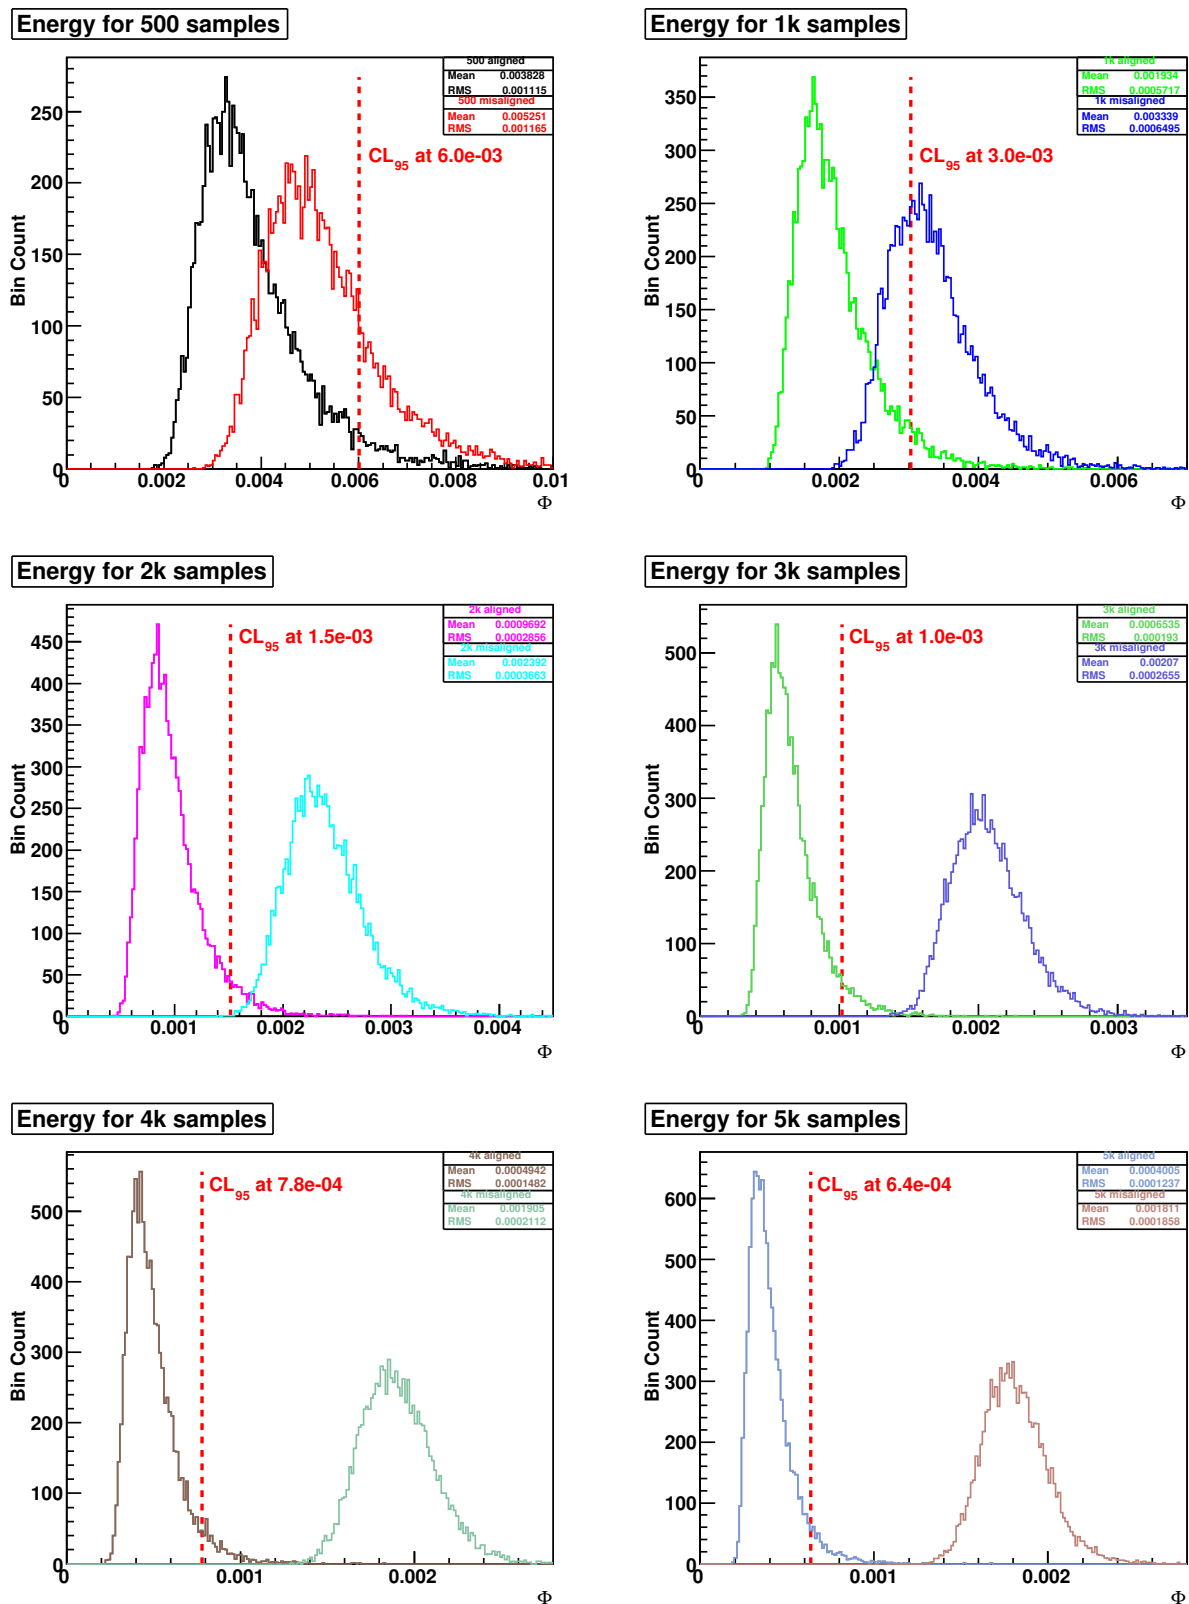 Energy for 500 samples
500 aligned
Mean 0.003828
RMS 0.001115
500 misaligned
Mean 0.005251
RMS 0.001165
CL95 at 6.0e-03
Bin Count
250
200
150
100
50
0
0 0.002 0.004 0.006 0.008 0.01
Φ
Energy for 1k samples
1k aligned
Mean 0.001934
RMS 0.0005717
1k misaligned
Mean 0.003339
RMS 0.0006495
CL95 at 3.0e-03
Bin Count
350
300
250
200
150
100
50
0
0 0.002 0.004 0.006
Φ
Energy for 2k samples
2k aligned
Mean 0.0009692
RMS 0.0002856
2k misaligned
Mean 0.002392
RMS 0.0003663
CL95 at 1.5e-03
Bin Count
450
400
350
300
250
200
150
100
50
0
0 0.001 0.002 0.003 0.004
Φ
Energy for 3k samples
3k aligned
Mean 0.0006535
RMS 0.000193
3k misaligned
Mean 0.00207
RMS 0.0002655
CL95 at 1.0e-03
Bin Count
500
400
300
200
100
0
0 0.001 0.002 0.003
Φ
Energy for 4k samples
4k aligned
Mean 0.0004942
RMS 0.0001482
4k misaligned
Mean 0.001905
RMS 0.0002112
CL95 at 7.8e-04
Bin Count
500
400
300
200
100
0
0 0.001 0.002
Φ
Energy for 5k samples
5k aligned
Mean 0.0004005
RMS 0.0001237
5k misaligned
Mean 0.001811
RMS 0.0001858
CL95 at 6.4e-04
Bin Count
600
500
400
300
200
100
0
0 0.001 0.002
Φ